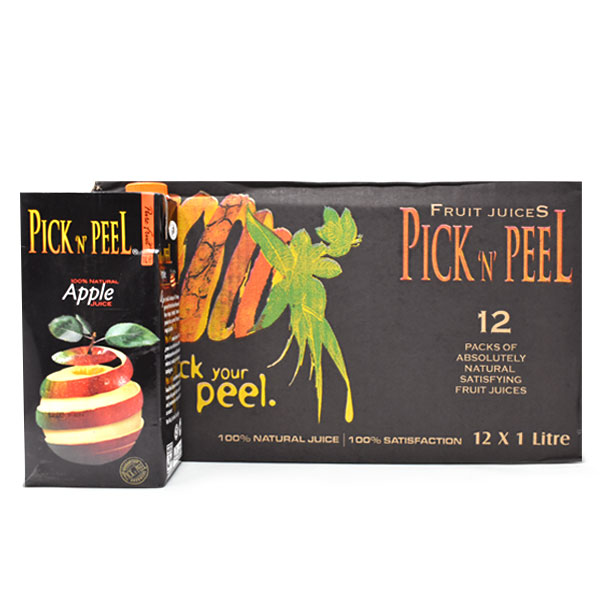 PICK 'N' PEEL
100% NATURAL
Apple
JUICE
FRUIT JUICES
PICK 'N' PEEL
12
PACKS OF
ABSOLUTELY
NATURAL
SATISFYING
FRUIT JUICES
ck your
peel.
100% NATURAL JUICE | 100% SATISFACTION
12 X 1 Litre